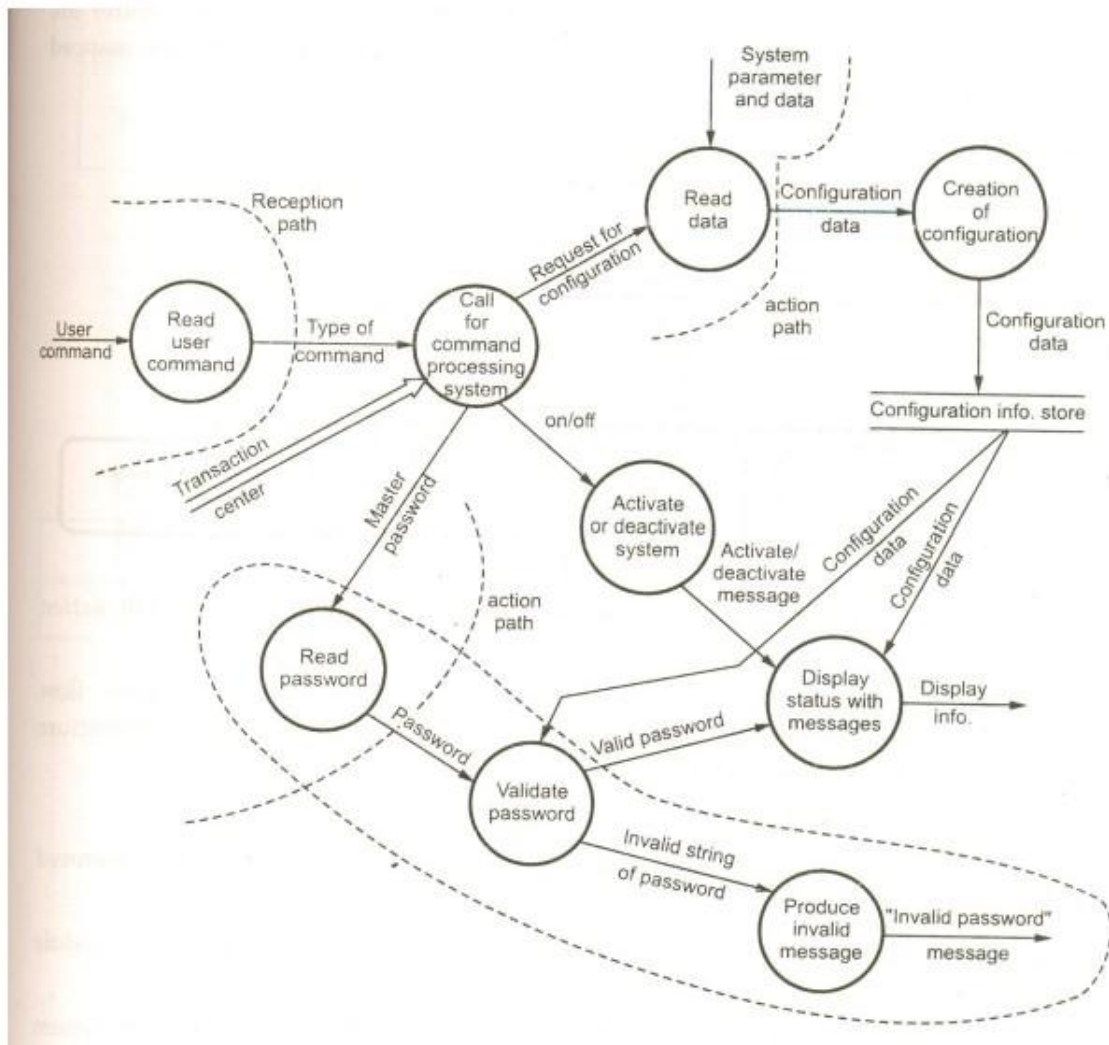 System
parameter
and data
Reception
path
Read
data
Configuration
data
Creation
of
configuration
Request for
configuration
action
path
User
command
Read
user
command
Type of
command
Call
for
command
processing
system
Configuration
data
Configuration info. store
Transaction
center
on/off
Master
password
Activate
or deactivate
system
Activate/
deactivate
message
Configuration
data
Configuration
data
action
path
Read
password
Password
Display
status with
messages
Display
info.
Valid password
Validate
password
Invalid string
of password
Produce
invalid
message
"Invalid password"
message